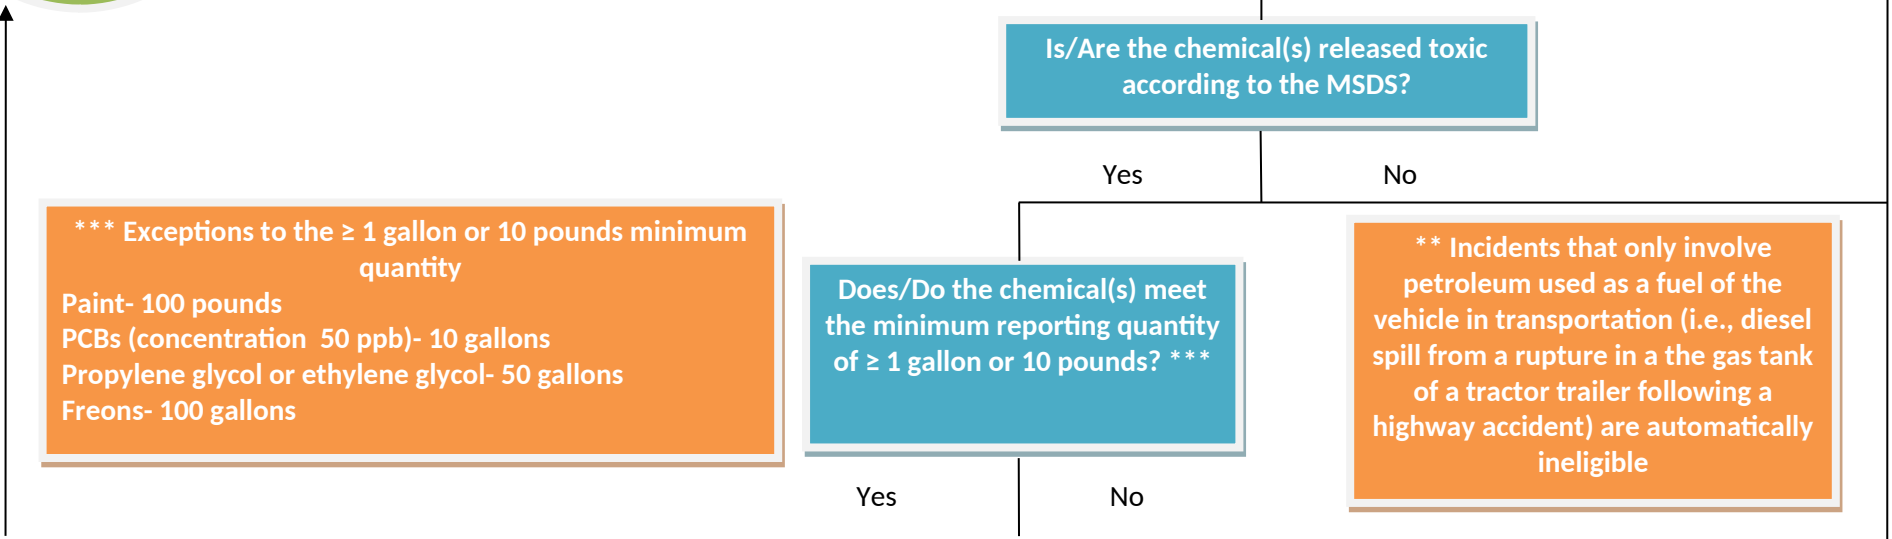 Is/Are the chemical(s) released toxic
according to the MSDS?
Yes
No
*** Exceptions to the ≥ 1 gallon or 10 pounds minimum
quantity
Paint- 100 pounds
PCBs (concentration  50 ppb)- 10 gallons
Propylene glycol or ethylene glycol- 50 gallons
Freons- 100 gallons
Does/Do the chemical(s) meet
the minimum reporting quantity
of ≥ 1 gallon or 10 pounds? ***
** Incidents that only involve
petroleum used as a fuel of the
vehicle in transportation (i.e., diesel
spill from a rupture in a the gas tank
of a tractor trailer following a
highway accident) are automatically
ineligible
Yes
No